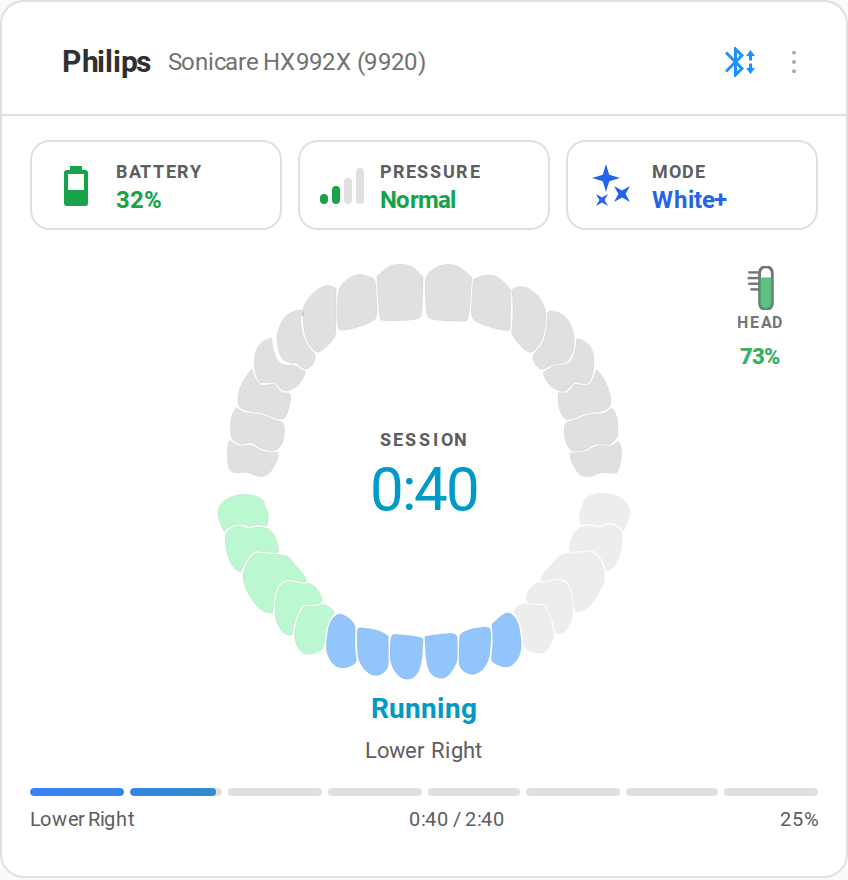 Philips Sonicare HX992X (9920)
BATTERY
32%
PRESSURE
Normal
MODE
White+
HEAD
73%
SESSION
0:40
Running
Lower Right
Lower Right 0:40 / 2:40 25%